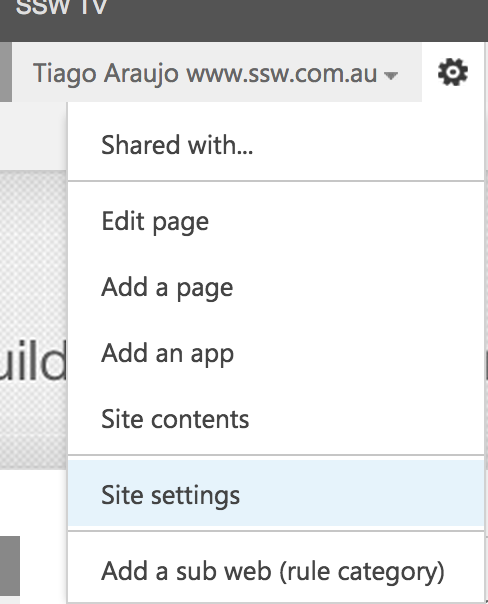 SSW TV
Tiago Araujo www.ssw.com.au
Shared with...
Edit page
Add a page
Add an app
Site contents
Site settings
Add a sub web (rule category)